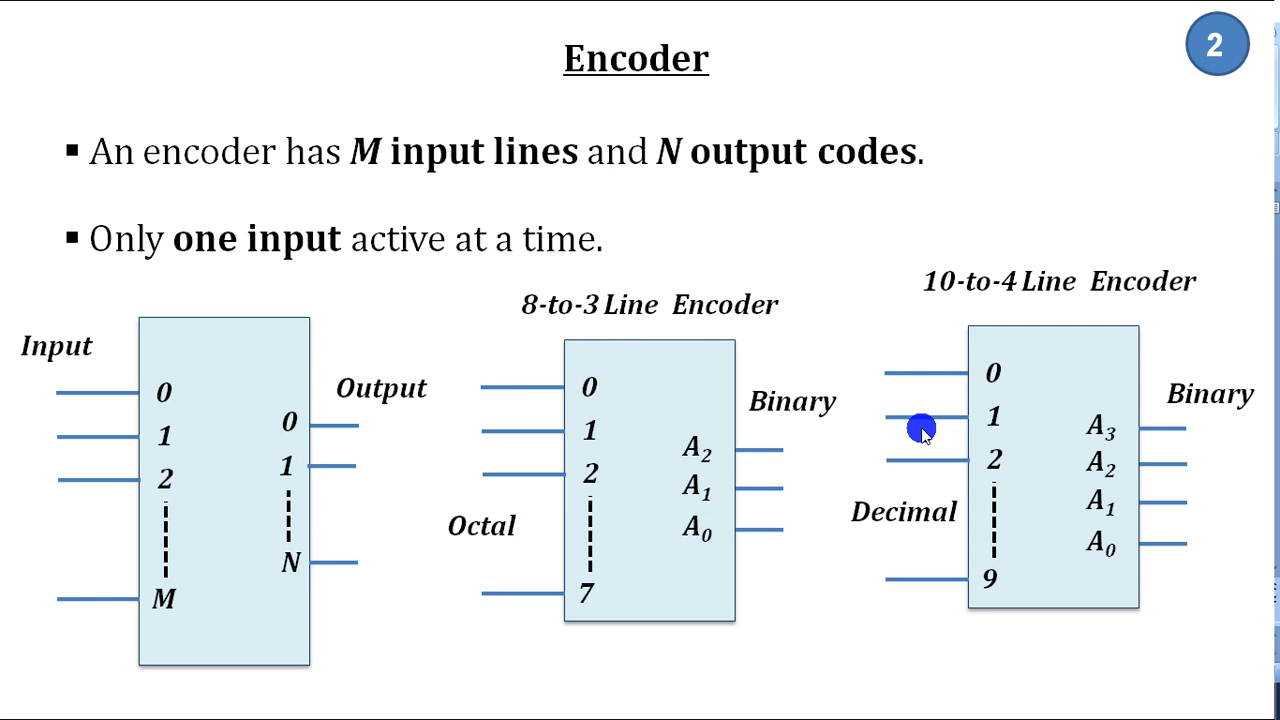 2
Encoder
▪ An encoder has M input lines and N output codes.
▪ Only one input active at a time.
Input
0
1
2
M
Output
0
1
N
8-to-3 Line Encoder
Octal
0
1
2
7
Binary
A₂
A₁
A₀
10-to-4 Line Encoder
Decimal
0
1
2
9
Binary
A₃
A₂
A₁
A₀